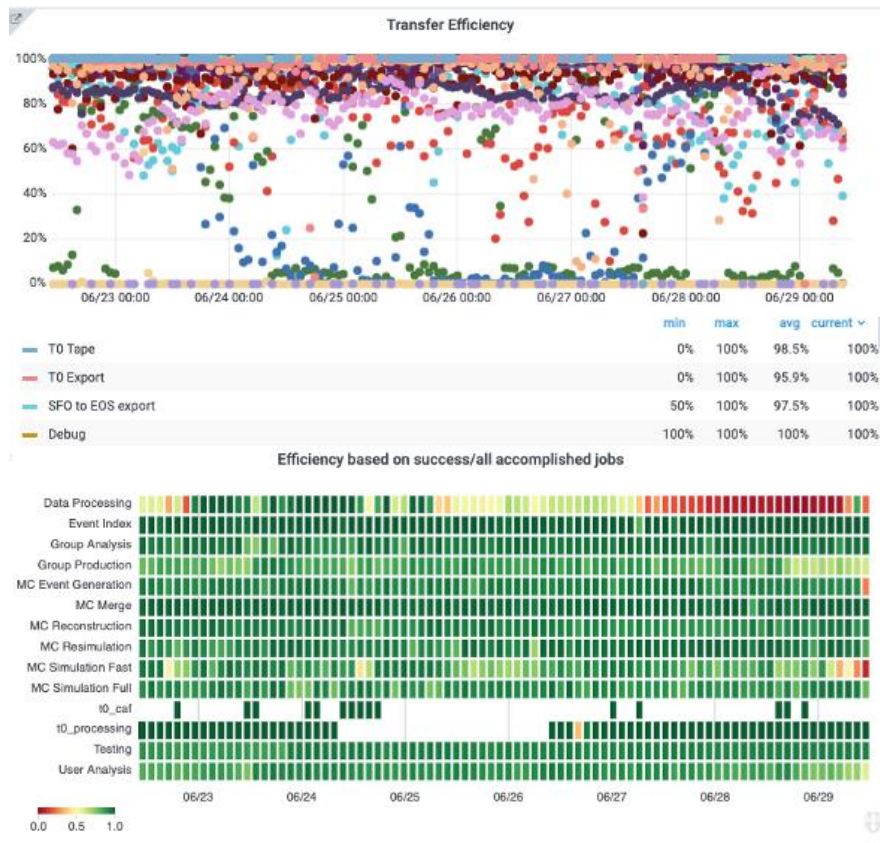 Transfer Efficiency
100%
80%
60%
40%
20%
0%
06/23 00:00 06/24 00:00 06/25 00:00 06/26 00:00 06/27 00:00 06/28 00:00 06/29 00:00
min max avg current
T0 Tape 0% 100% 98.5% 100%
T0 Export 0% 100% 95.9% 100%
SFO to EOS export 50% 100% 97.5% 100%
Debug 100% 100% 100% 100%
Efficiency based on success/all accomplished jobs
Data Processing
Event Index
Group Analysis
Group Production
MC Event Generation
MC Merge
MC Reconstruction
MC Resimulation
MC Simulation Fast
MC Simulation Full
t0_caf
t0_processing
Testing
User Analysis
06/23 06/24 06/25 06/26 06/27 06/28 06/29
0.0 0.5 1.0